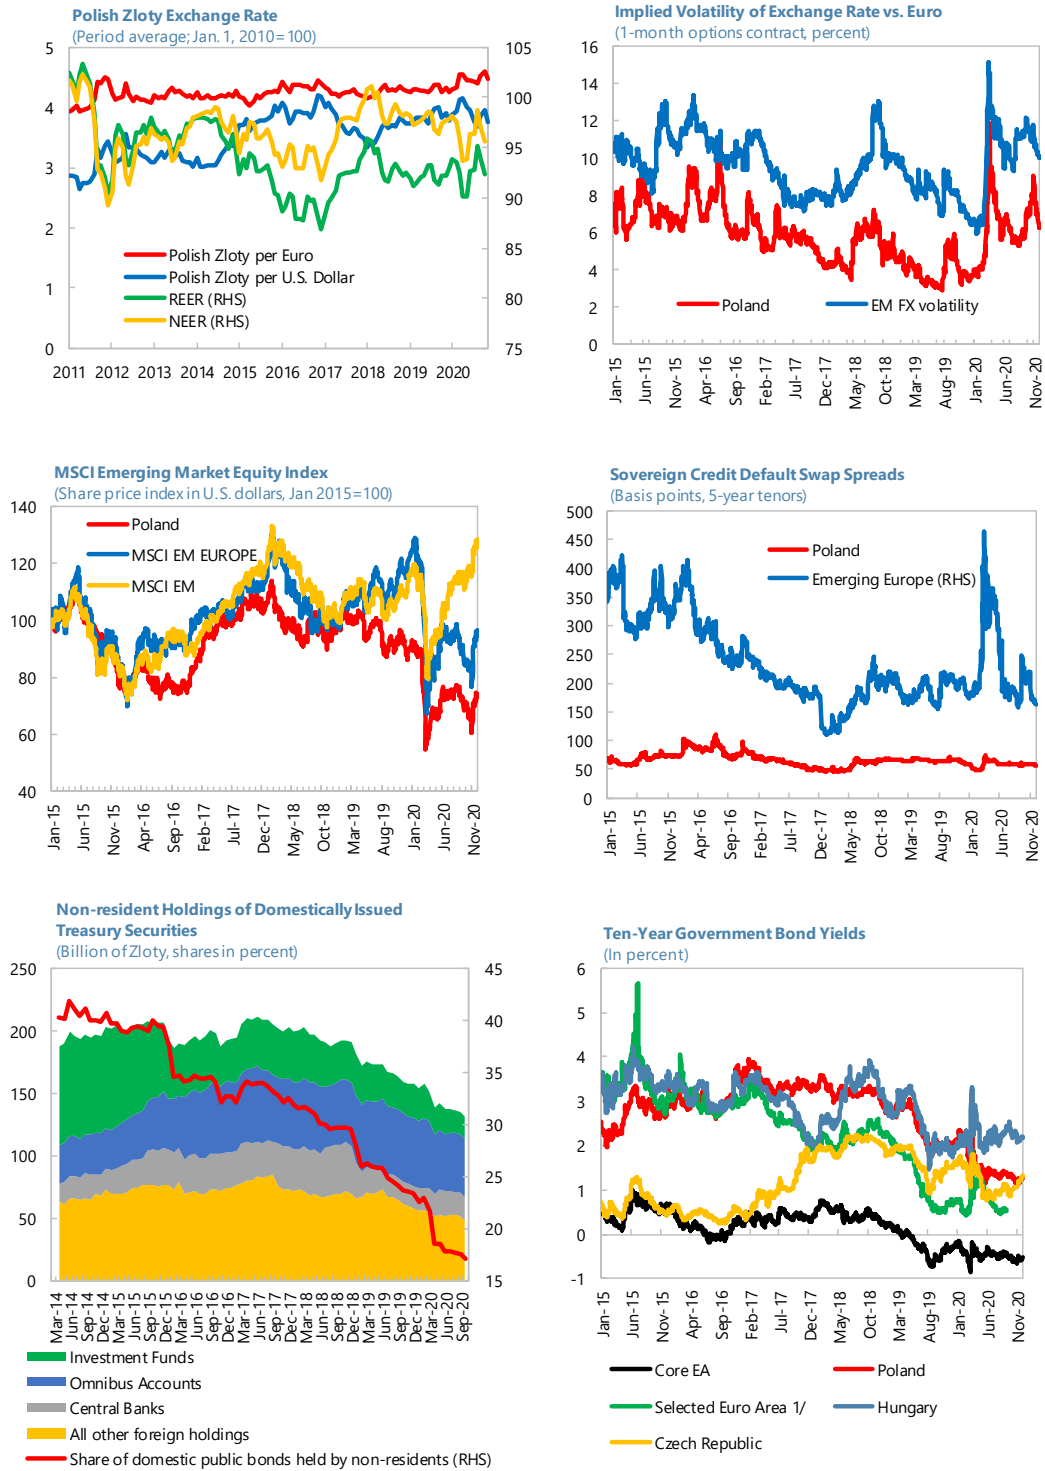 Polish Zloty Exchange Rate
(Period average; Jan. 1, 2010=100)
5
4
3
2
1
0
105
100
95
90
85
80
75
Polish Zloty per Euro
Polish Zloty per U.S. Dollar
REER (RHS)
NEER (RHS)
2011 2012 2013 2014 2015 2016 2017 2018 2019 2020
Implied Volatility of Exchange Rate vs. Euro
(1-month options contract, percent)
16
14
12
10
8
6
4
2
0
Poland
EM FX volatility
Jan-15 Jun-15 Nov-15 Apr-16 Sep-16 Feb-17 Jul-17 Dec-17 May-18 Oct-18 Mar-19 Aug-19 Jan-20 Jun-20 Nov-20
MSCI Emerging Market Equity Index
(Share price index in U.S. dollars, Jan 2015=100)
140
120
100
80
60
40
Poland
MSCI EM EUROPE
MSCI EM
Jan-15 Jun-15 Nov-15 Apr-16 Sep-16 Feb-17 Jul-17 Dec-17 May-18 Oct-18 Mar-19 Aug-19 Jan-20 Jun-20 Nov-20
Sovereign Credit Default Swap Spreads
(Basis points, 5-year tenors)
500
450
400
350
300
250
200
150
100
50
0
Poland
Emerging Europe (RHS)
Jan-15 Jun-15 Nov-15 Apr-16 Sep-16 Feb-17 Jul-17 Dec-17 May-18 Oct-18 Mar-19 Aug-19 Jan-20 Jun-20 Nov-20
Non-resident Holdings of Domestically Issued
Treasury Securities
(Billion of Zloty, shares in percent)
250
200
150
100
50
0
45
40
35
30
25
20
15
Mar-14 Jun-14 Sep-14 Dec-14 Mar-15 Jun-15 Sep-15 Dec-15 Mar-16 Jun-16 Sep-16 Dec-16 Mar-17 Jun-17 Sep-17 Dec-17 Mar-18 Jun-18 Sep-18 Dec-18 Mar-19 Jun-19 Sep-19 Dec-19 Mar-20 Jun-20 Sep-20
Investment Funds
Omnibus Accounts
Central Banks
All other foreign holdings
Share of domestic public bonds held by non-residents (RHS)
Ten-Year Government Bond Yields
(In percent)
6
5
4
3
2
1
0
-1
Jan-15 Jun-15 Nov-15 Apr-16 Sep-16 Feb-17 Jul-17 Dec-17 May-18 Oct-18 Mar-19 Aug-19 Jan-20 Jun-20 Nov-20
Core EA
Poland
Selected Euro Area 1/
Hungary
Czech Republic